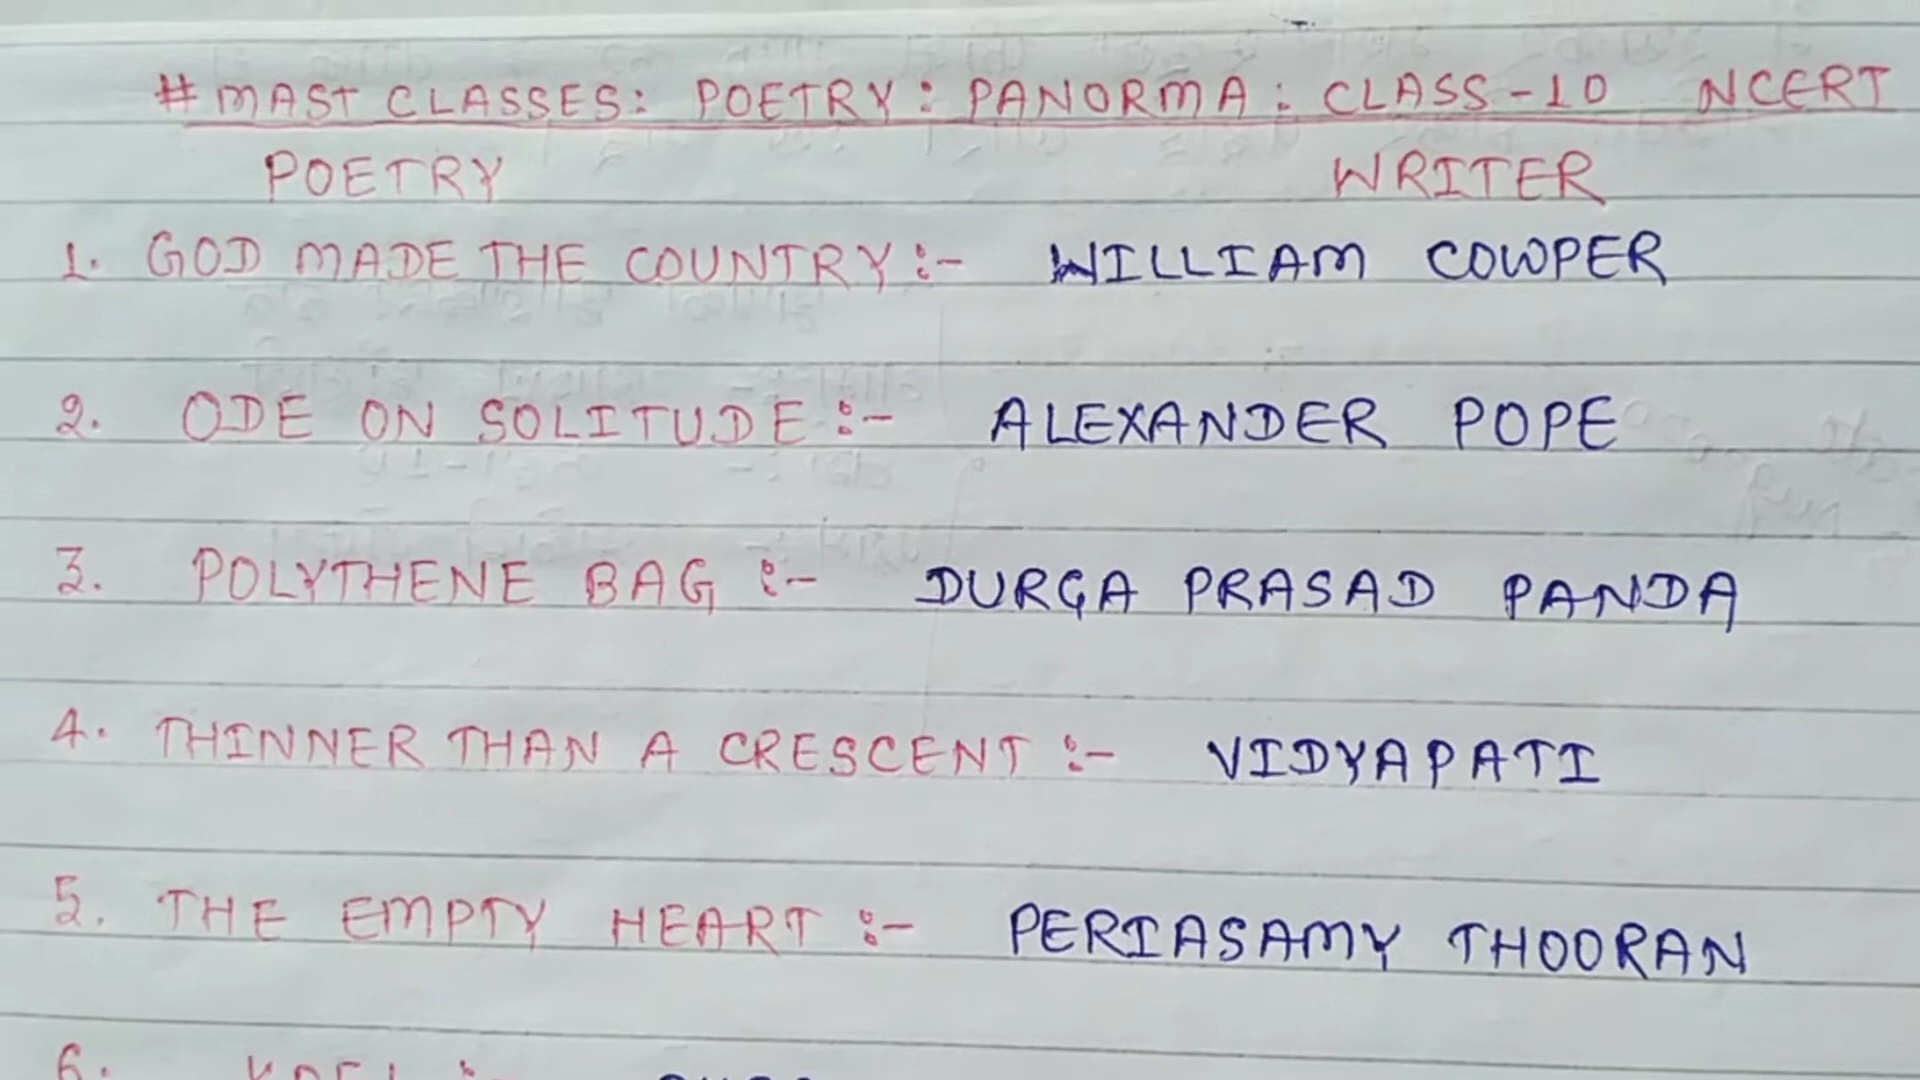 # MAST CLASSES: POETRY: PANORMA: CLASS-10 NCERT
POETRY WRITER
1. GOD MADE THE COUNTRY:- WILLIAM COWPER
2. ODE ON SOLITUDE:- ALEXANDER POPE
3. POLYTHENE BAG :- DURGA PRASAD PANDA
4. THINNER THAN A CRESCENT :- VIDYAPATI
5. THE EMPTY HEART :- PERIASAMY THOORAN
6.